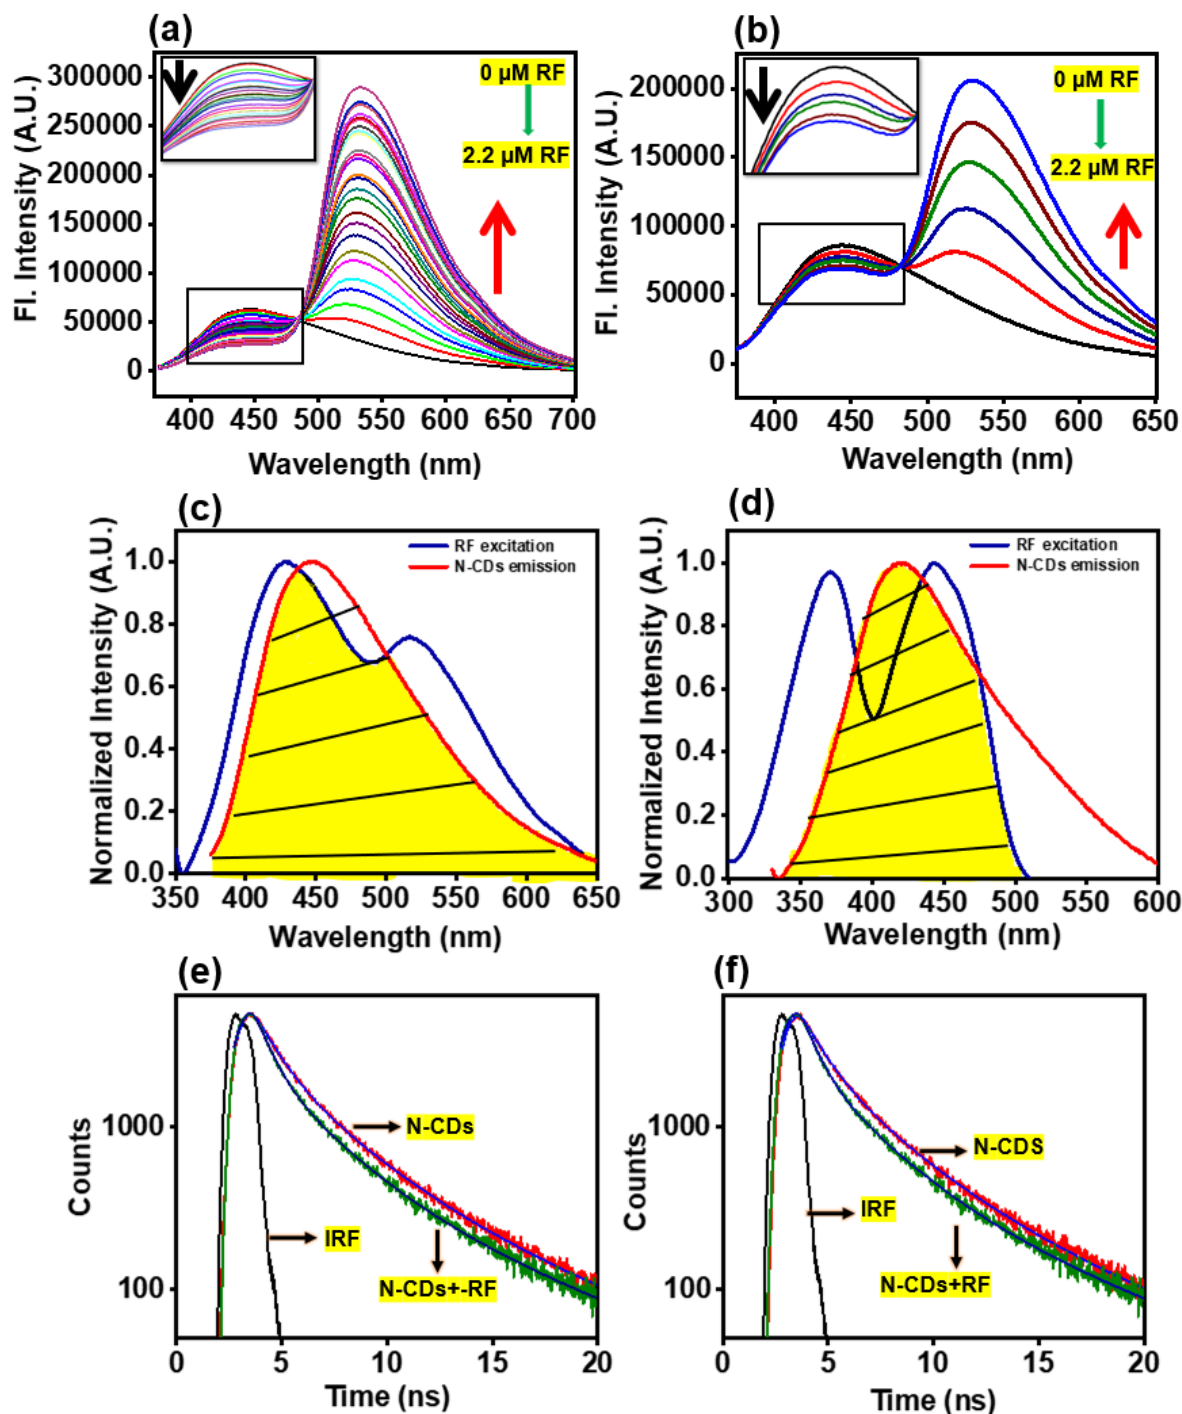 (a)
Fl. Intensity (A.U.)
300000
250000
200000
150000
100000
50000
0
0 µM RF
2.2 µM RF
400 450 500 550 600 650 700
Wavelength (nm)
(b)
Fl. Intensity (A.U.)
200000
150000
100000
50000
0
0 µM RF
2.2 µM RF
400 450 500 550 600 650
Wavelength (nm)
(c)
Normalized Intensity (A.U.)
1.0
0.8
0.6
0.4
0.2
0.0
RF excitation
N-CDs emission
350 400 450 500 550 600 650
Wavelength (nm)
(d)
Normalized Intensity (A.U.)
1.0
0.8
0.6
0.4
0.2
0.0
RF excitation
N-CDs emission
300 350 400 450 500 550 600
Wavelength (nm)
(e)
Counts
1000
100
N-CDs
IRF
N-CDs+-RF
0 5 10 15 20
Time (ns)
(f)
Counts
1000
100
N-CDS
IRF
N-CDs+RF
0 5 10 15 20
Time (ns)